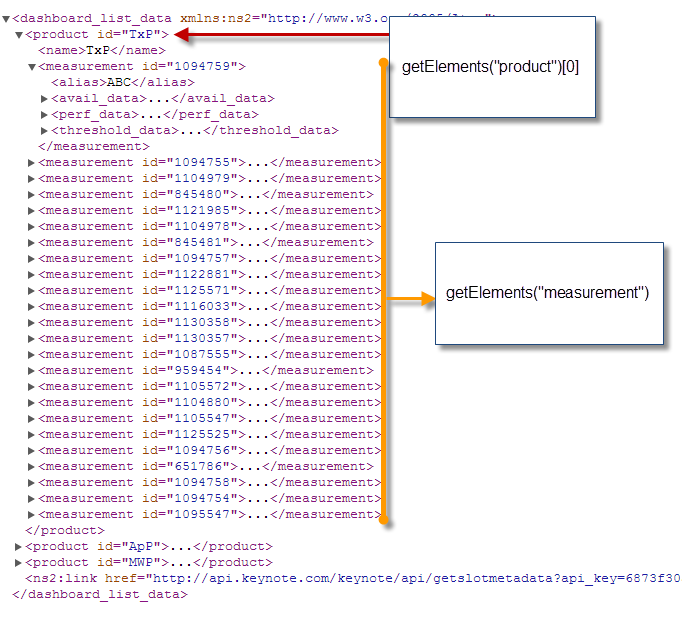 ▼<dashboard_list_data xmlns:ns2="http://www.w3.o
▼<product id="TxP">
<name>TxP</name>
▼<measurement id="1094759">
<alias>ABC</alias>
▶<avail_data>...</avail_data>
▶<perf_data>...</perf_data>
▶<threshold_data>...</threshold_data>
</measurement>
▶<measurement id="1094755">...</measurement>
▶<measurement id="1104979">...</measurement>
▶<measurement id="845480">...</measurement>
▶<measurement id="1121985">...</measurement>
▶<measurement id="1104978">...</measurement>
▶<measurement id="845481">...</measurement>
▶<measurement id="1094757">...</measurement>
▶<measurement id="1122881">...</measurement>
▶<measurement id="1125571">...</measurement>
▶<measurement id="1116033">...</measurement>
▶<measurement id="1130358">...</measurement>
▶<measurement id="1130357">...</measurement>
▶<measurement id="1087555">...</measurement>
▶<measurement id="959454">...</measurement>
▶<measurement id="1105572">...</measurement>
▶<measurement id="1104880">...</measurement>
▶<measurement id="1105547">...</measurement>
▶<measurement id="1125525">...</measurement>
▶<measurement id="1094756">...</measurement>
▶<measurement id="651786">...</measurement>
▶<measurement id="1094758">...</measurement>
▶<measurement id="1094754">...</measurement>
▶<measurement id="1095547">...</measurement>
</product>
▶<product id="ApP">...</product>
▶<product id="MWP">...</product>
<ns2:link href="http://api.keynote.com/keynote/api/getslotmetadata?api_key=6873f30
</dashboard_list_data>
getElements("product")[0]
getElements("measurement")